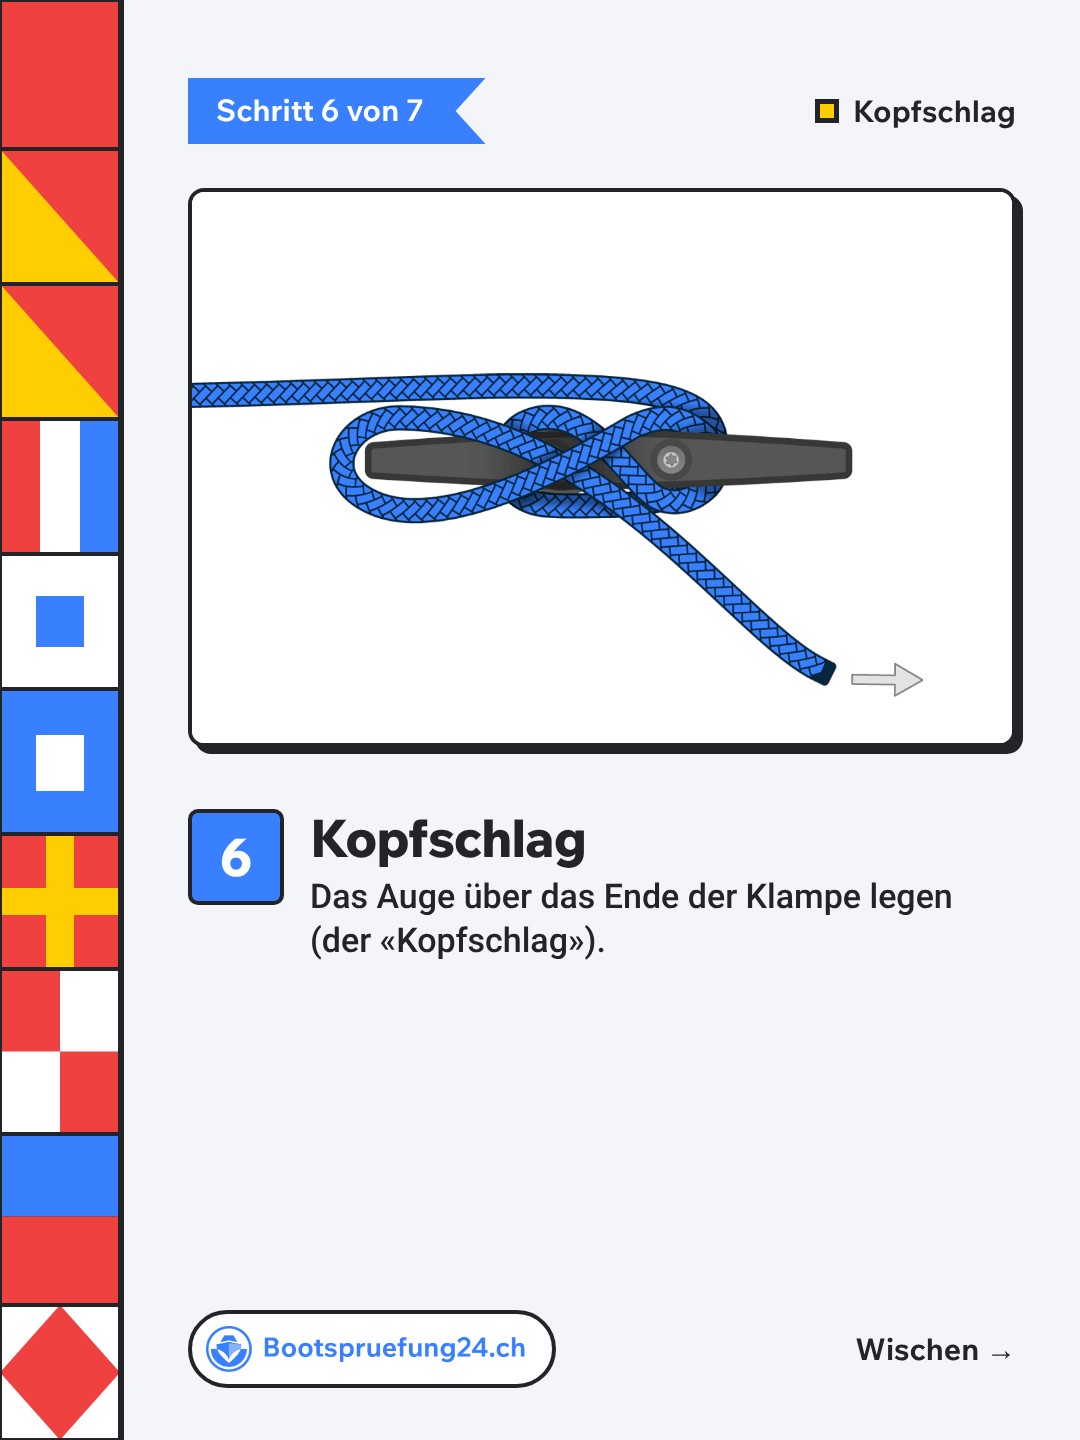 Schritt 6 von 7
Kopfschlag
6
Kopfschlag
Das Auge über das Ende der Klampe legen
(der «Kopfschlag»).
Bootspruefung24.ch
Wischen →